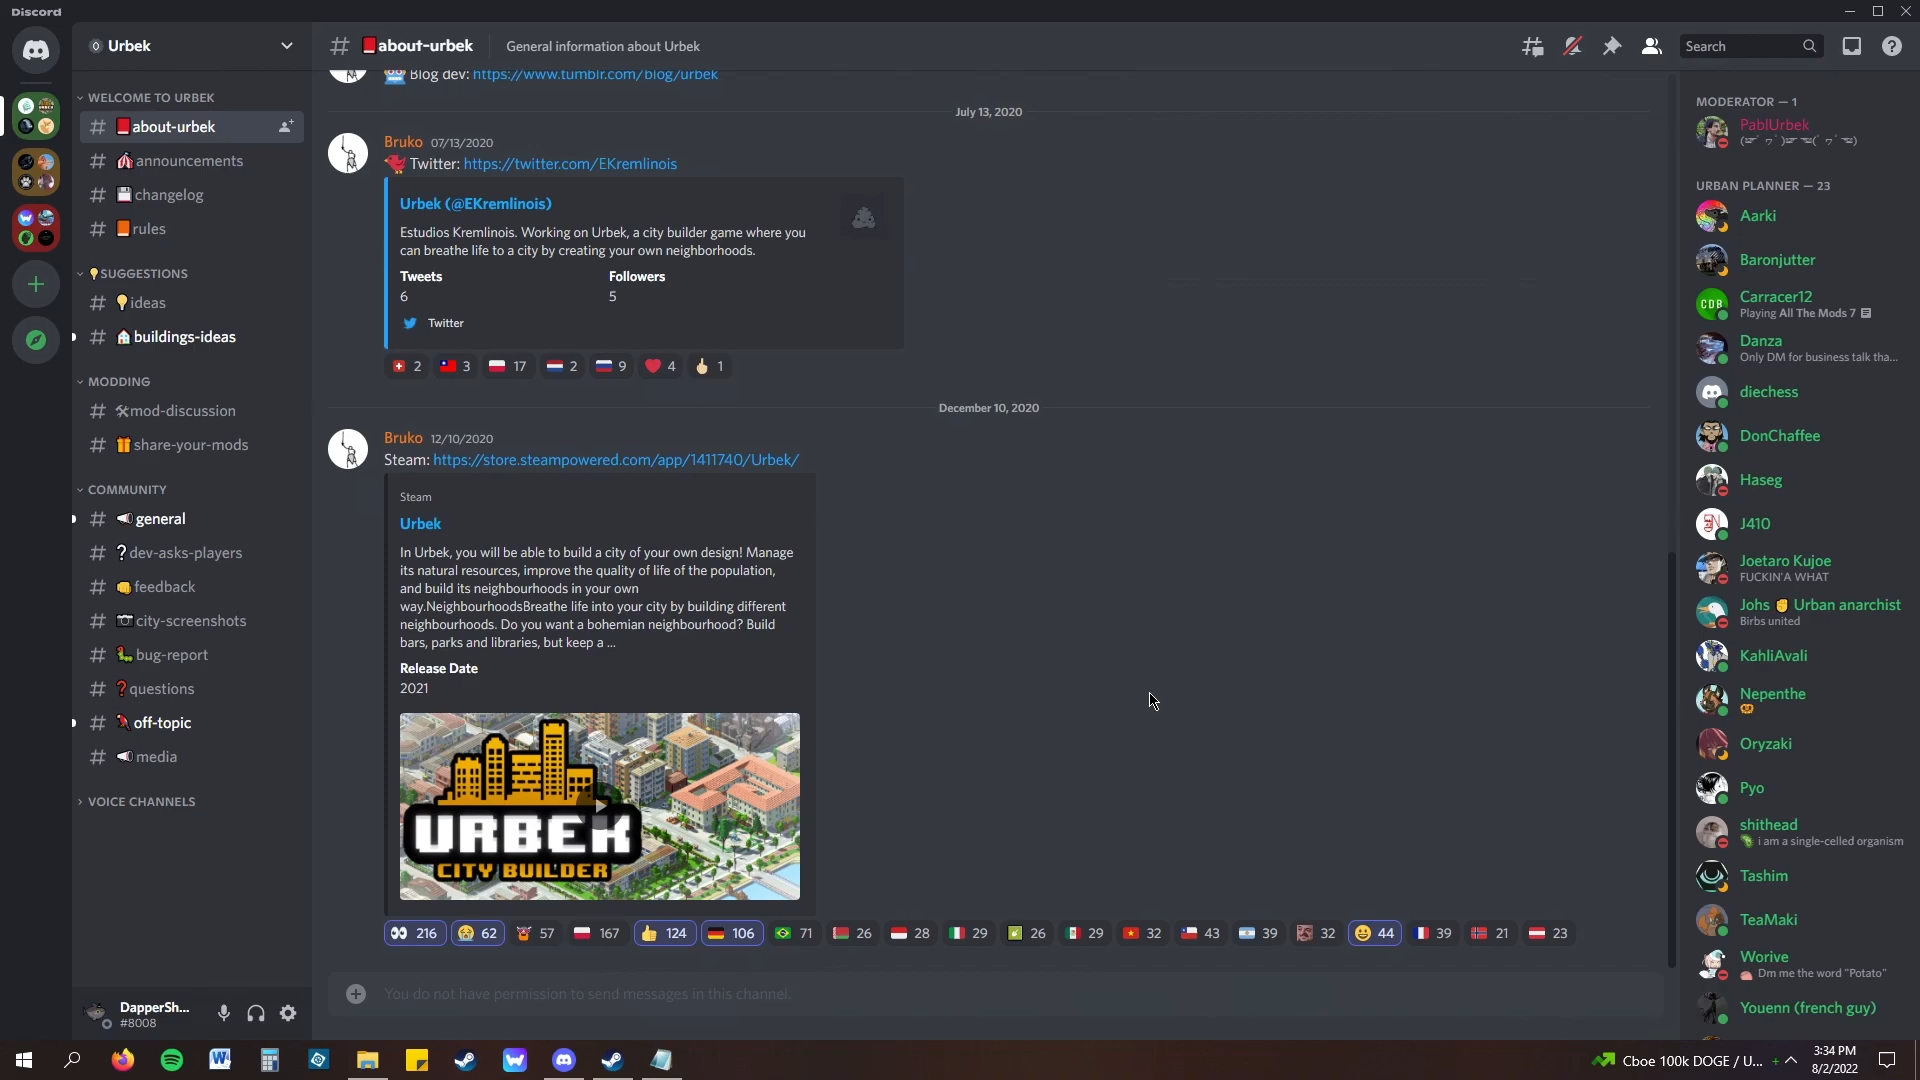 Discord
Urbek
about-urbek
General information about Urbek
Search
WELCOME TO URBEK
about-urbek
announcements
changelog
rules
SUGGESTIONS
ideas
buildings-ideas
MODDING
mod-discussion
share-your-mods
COMMUNITY
general
dev-asks-players
feedback
city-screenshots
bug-report
questions
off-topic
media
VOICE CHANNELS
DapperSh...
#8008
Blog dev: https://www.tumblr.com/blog/urbek
July 13, 2020
Bruko 07/13/2020
Twitter: https://twitter.com/EKremlinois
Urbek (@EKremlinois)
Estudios Kremlinois. Working on Urbek, a city builder game where you
can breathe life to a city by creating your own neighborhoods.
Tweets Followers
6 5
Twitter
2 3 17 2 9 4 1
December 10, 2020
Bruko 12/10/2020
Steam: https://store.steampowered.com/app/1411740/Urbek/
Steam
Urbek
In Urbek, you will be able to build a city of your own design! Manage
its natural resources, improve the quality of life of the population,
and build its neighbourhoods in your own
way.NeighbourhoodsBreathe life into your city by building different
neighbourhoods. Do you want a bohemian neighbourhood? Build
bars, parks and libraries, but keep a ...
Release Date
2021
URBEK
CITY BUILDER
216 62 57 167 124 106 71 26 28 29 26 29 32 43 39 32 44 39 21 23
You do not have permission to send messages in this channel.
MODERATOR — 1
PablUrbek
URBAN PLANNER — 23
Aarki
Baronjutter
CDB
Carracer12
Playing All The Mods 7
Danza
Only DM for business talk tha...
diechess
DonChaffee
Haseg
J410
Joetaro Kujoe
FUCKIN'A WHAT
Johs ✊ Urban anarchist
Birbs united
KahliAvali
Nepenthe
Oryzaki
Pyo
shithead
i am a single-celled organism
Tashim
TeaMaki
Worive
Dm me the word "Potato"
Youenn (french guy)
Cboe 100k DOGE / U...
3:34 PM
8/2/2022